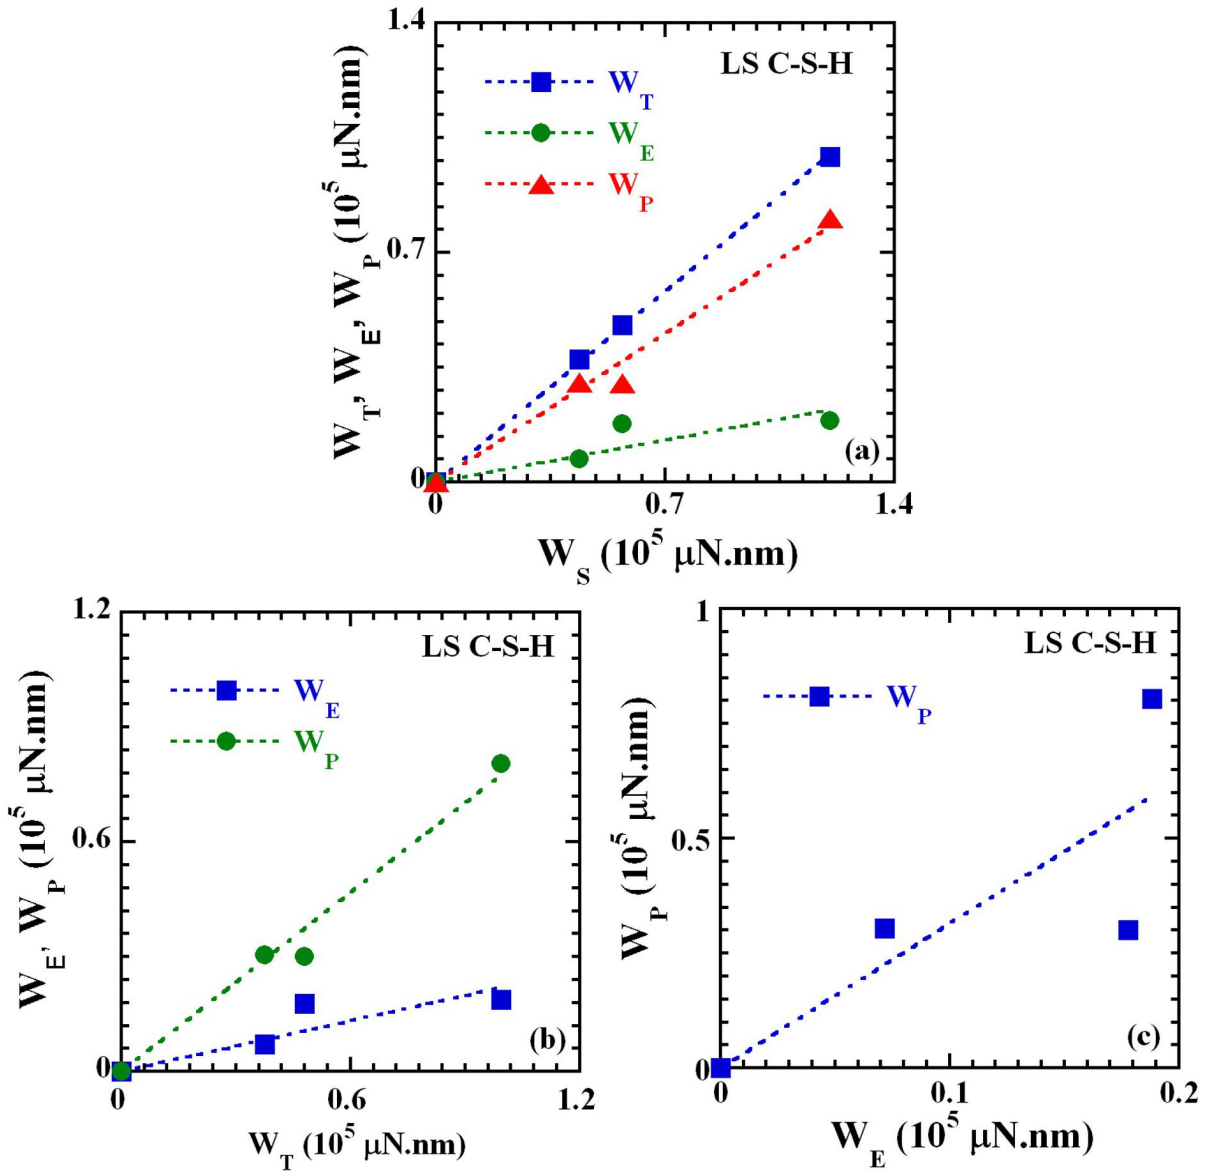 1.4
LS C-S-H
W_T
W_E
W_P
0.7
0
(a)
0 0.7 1.4
W_T, W_E, W_P (10^5 μN.nm)
W_S (10^5 μN.nm)
1.2
LS C-S-H
W_E
W_P
0.6
0
(b)
0 0.6 1.2
W_E, W_P (10^5 μN.nm)
W_T (10^5 μN.nm)
1
LS C-S-H
W_P
0.5
0
(c)
0 0.1 0.2
W_P (10^5 μN.nm)
W_E (10^5 μN.nm)